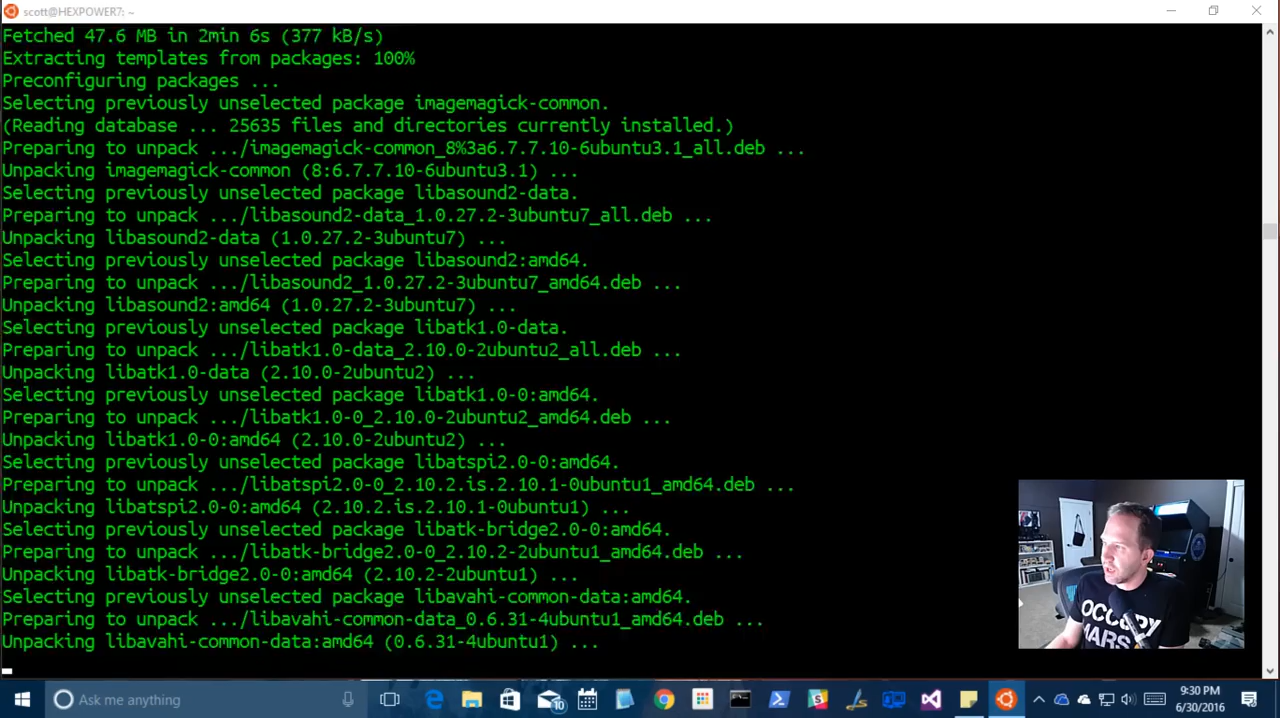 scott@HEXPOWER7: ~
Fetched 47.6 MB in 2min 6s (377 kB/s)
Extracting templates from packages: 100%
Preconfiguring packages ...
Selecting previously unselected package imagemagick-common.
(Reading database ... 25635 files and directories currently installed.)
Preparing to unpack .../imagemagick-common_8%3a6.7.7.10-6ubuntu3.1_all.deb ...
Unpacking imagemagick-common (8:6.7.7.10-6ubuntu3.1) ...
Selecting previously unselected package libasound2-data.
Preparing to unpack .../libasound2-data_1.0.27.2-3ubuntu7_all.deb ...
Unpacking libasound2-data (1.0.27.2-3ubuntu7) ...
Selecting previously unselected package libasound2:amd64.
Preparing to unpack .../libasound2_1.0.27.2-3ubuntu7_amd64.deb ...
Unpacking libasound2:amd64 (1.0.27.2-3ubuntu7) ...
Selecting previously unselected package libatk1.0-data.
Preparing to unpack .../libatk1.0-data_2.10.0-2ubuntu2_all.deb ...
Unpacking libatk1.0-data (2.10.0-2ubuntu2) ...
Selecting previously unselected package libatk1.0-0:amd64.
Preparing to unpack .../libatk1.0-0_2.10.0-2ubuntu2_amd64.deb ...
Unpacking libatk1.0-0:amd64 (2.10.0-2ubuntu2) ...
Selecting previously unselected package libatspi2.0-0:amd64.
Preparing to unpack .../libatspi2.0-0_2.10.2.is.2.10.1-0ubuntu1_amd64.deb ...
Unpacking libatspi2.0-0:amd64 (2.10.2.is.2.10.1-0ubuntu1) ...
Selecting previously unselected package libatk-bridge2.0-0:amd64.
Preparing to unpack .../libatk-bridge2.0-0_2.10.2-2ubuntu1_amd64.deb ...
Unpacking libatk-bridge2.0-0:amd64 (2.10.2-2ubuntu1) ...
Selecting previously unselected package libavahi-common-data:amd64.
Preparing to unpack .../libavahi-common-data_0.6.31-4ubuntu1_amd64.deb ...
Unpacking libavahi-common-data:amd64 (0.6.31-4ubuntu1) ...
OCCUPY
MARS
Ask me anything
10
9:30 PM
6/30/2016